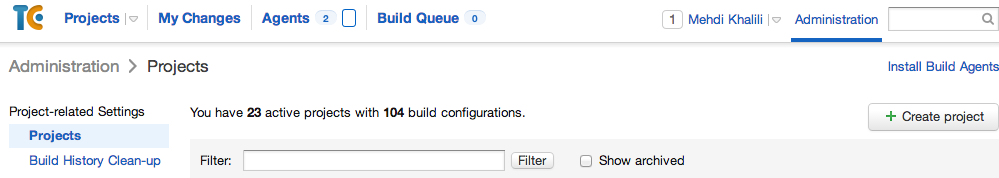 TC Projects My Changes Agents 2 Build Queue 0 1 Mehdi Khalili Administration
Administration > Projects Install Build Agents
Project-related Settings You have 23 active projects with 104 build configurations. + Create project
Projects
Build History Clean-up Filter: Filter Show archived